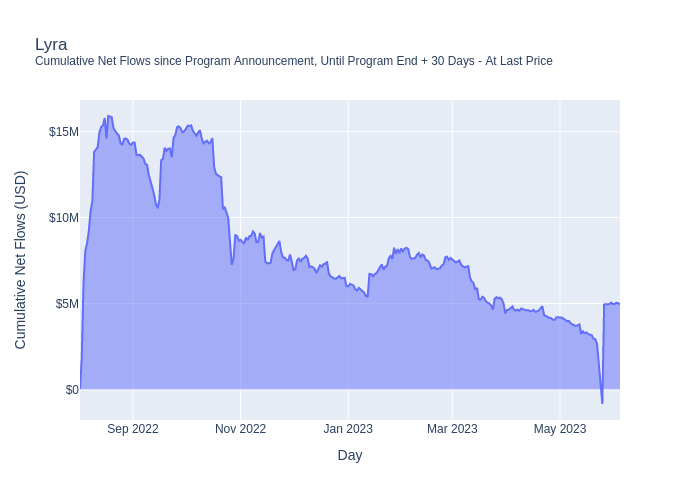 Lyra
Cumulative Net Flows since Program Announcement, Until Program End + 30 Days - At Last Price
Cumulative Net Flows (USD)
$15M
$10M
$5M
$0
Sep 2022
Nov 2022
Jan 2023
Mar 2023
May 2023
Day